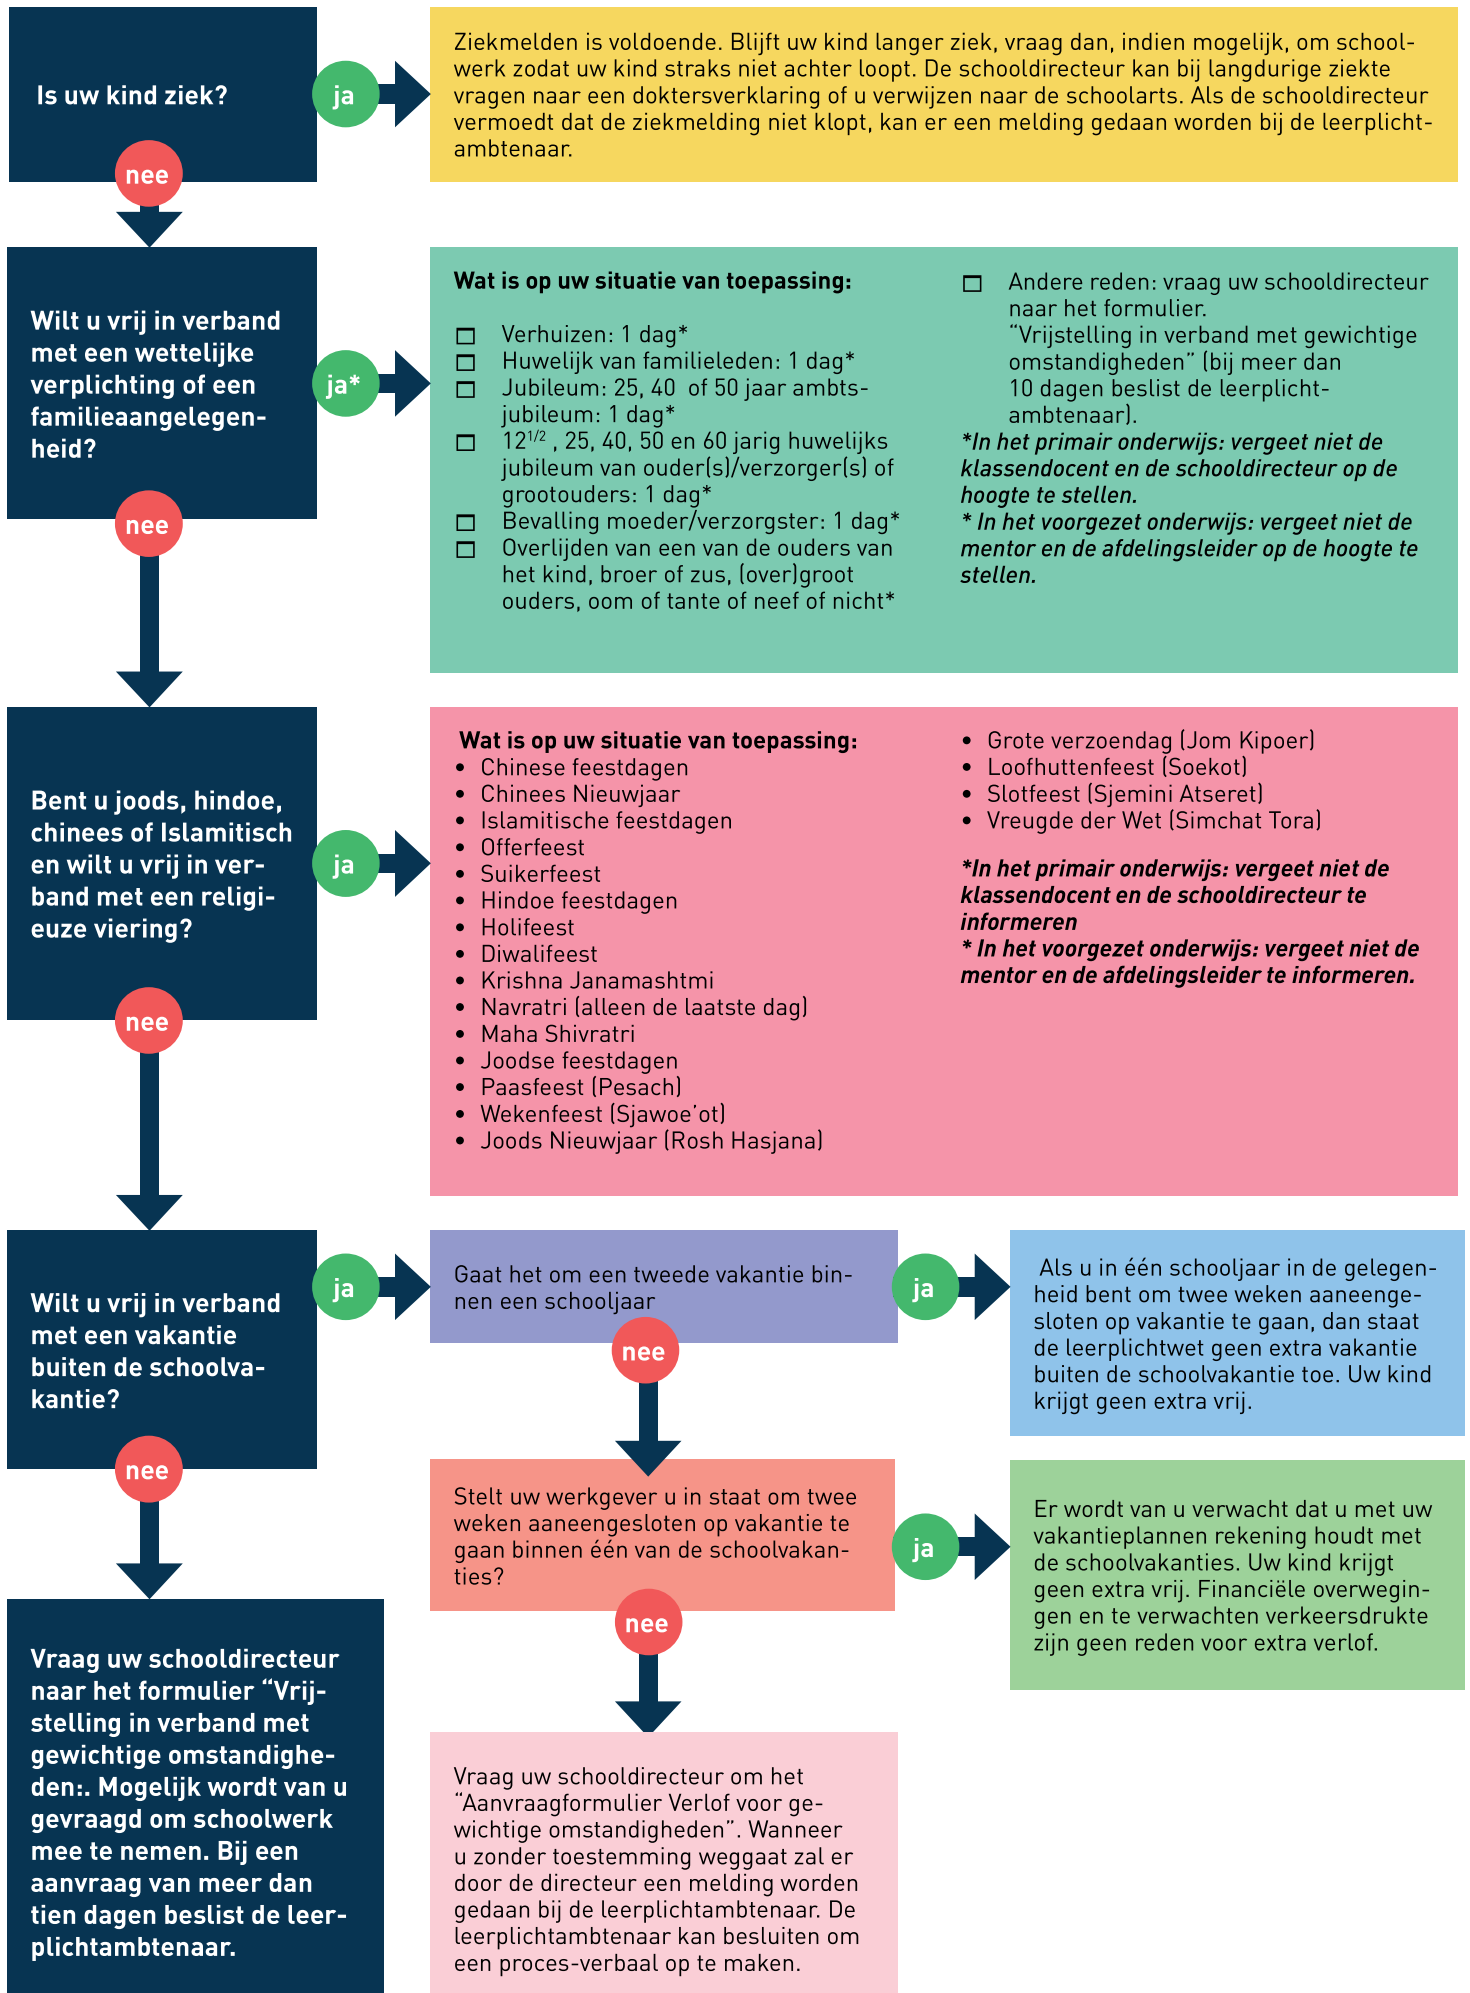 Is uw kind ziek?
ja
nee
Ziekmelden is voldoende. Blijft uw kind langer ziek, vraag dan, indien mogelijk, om school-
werk zodat uw kind straks niet achter loopt. De schooldirecteur kan bij langdurige ziekte
vragen naar een doktersverklaring of u verwijzen naar de schoolarts. Als de schooldirecteur
vermoedt dat de ziekmelding niet klopt, kan er een melding gedaan worden bij de leerplicht-
ambtenaar.
Wilt u vrij in verband
met een wettelijke
verplichting of een
familieaangelegen-
heid?
ja*
nee
Wat is op uw situatie van toepassing:
Verhuizen: 1 dag*
Huwelijk van familieleden: 1 dag*
Jubileum: 25, 40 of 50 jaar ambts-
jubileum: 1 dag*
12 1/2 , 25, 40, 50 en 60 jarig huwelijks
jubileum van ouder(s)/verzorger(s) of
grootouders: 1 dag*
Bevalling moeder/verzorgster: 1 dag*
Overlijden van een van de ouders van
het kind, broer of zus, (over)groot
ouders, oom of tante of neef of nicht*
Andere reden: vraag uw schooldirecteur
naar het formulier.
“Vrijstelling in verband met gewichtige
omstandigheden” (bij meer dan
10 dagen beslist de leerplicht-
ambtenaar).
*In het primair onderwijs: vergeet niet de
klassendocent en de schooldirecteur op de
hoogte te stellen.
* In het voorgezet onderwijs: vergeet niet de
mentor en de afdelingsleider op de hoogte te
stellen.
Bent u joods, hindoe,
chinees of Islamitisch
en wilt u vrij in ver-
band met een religi-
euze viering?
ja
nee
Wat is op uw situatie van toepassing:
• Chinese feestdagen
• Chinees Nieuwjaar
• Islamitische feestdagen
• Offerfeest
• Suikerfeest
• Hindoe feestdagen
• Holifeest
• Diwalifeest
• Krishna Janamashtmi
• Navratri (alleen de laatste dag)
• Maha Shivratri
• Joodse feestdagen
• Paasfeest (Pesach)
• Wekenfeest (Sjawoe’ot)
• Joods Nieuwjaar (Rosh Hasjana)
• Grote verzoendag (Jom Kipoer)
• Loofhuttenfeest (Soekot)
• Slotfeest (Sjemini Atseret)
• Vreugde der Wet (Simchat Tora)
*In het primair onderwijs: vergeet niet de
klassendocent en de schooldirecteur te
informeren
* In het voorgezet onderwijs: vergeet niet de
mentor en de afdelingsleider te informeren.
Wilt u vrij in verband
met een vakantie
buiten de schoolva-
kantie?
ja
nee
Gaat het om een tweede vakantie bin-
nen een schooljaar
ja
nee
Als u in één schooljaar in de gelegen-
heid bent om twee weken aaneenge-
sloten op vakantie te gaan, dan staat
de leerplichtwet geen extra vakantie
buiten de schoolvakantie toe. Uw kind
krijgt geen extra vrij.
Stelt uw werkgever u in staat om twee
weken aaneengesloten op vakantie te
gaan binnen één van de schoolvakan-
ties?
ja
nee
Er wordt van u verwacht dat u met uw
vakantieplannen rekening houdt met
de schoolvakanties. Uw kind krijgt
geen extra vrij. Financiële overwegin-
gen en te verwachten verkeersdrukte
zijn geen reden voor extra verlof.
Vraag uw schooldirecteur
naar het formulier “Vrij-
stelling in verband met
gewichtige omstandighe-
den:. Mogelijk wordt van u
gevraagd om schoolwerk
mee te nemen. Bij een
aanvraag van meer dan
tien dagen beslist de leer-
plichtambtenaar.
Vraag uw schooldirecteur om het
“Aanvraagformulier Verlof voor ge-
wichtige omstandigheden”. Wanneer
u zonder toestemming weggaat zal er
door de directeur een melding worden
gedaan bij de leerplichtambtenaar. De
leerplichtambtenaar kan besluiten om
een proces-verbaal op te maken.